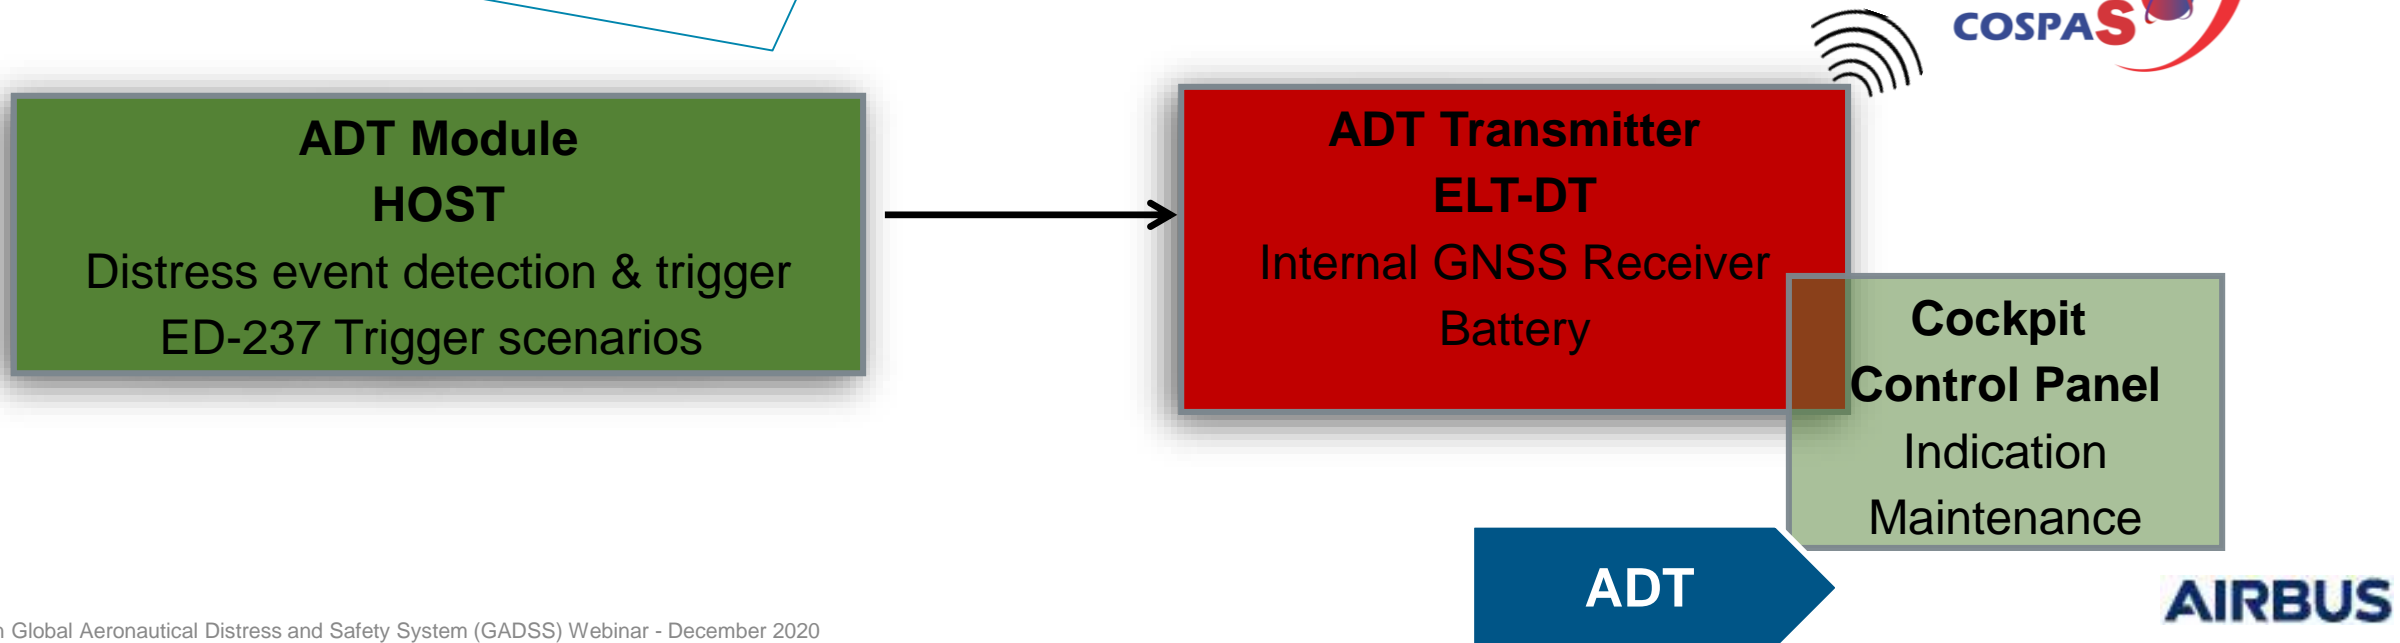 COSPAS
ADT Module
HOST
Distress event detection & trigger
ED-237 Trigger scenarios
ADT Transmitter
ELT-DT
Internal GNSS Receiver
Battery
Cockpit
Control Panel
Indication
Maintenance
ADT
AIRBUS
Global Aeronautical Distress and Safety System (GADSS) Webinar - December 2020